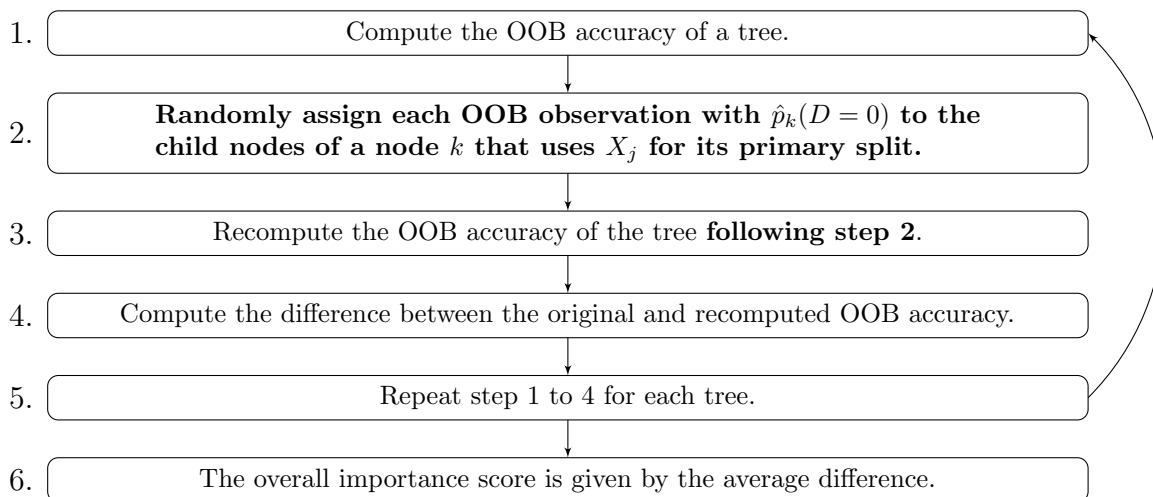 1. Compute the OOB accuracy of a tree.
2. Randomly assign each OOB observation with p̂ₖ(D = 0) to the
child nodes of a node k that uses Xⱼ for its primary split.
3. Recompute the OOB accuracy of the tree following step 2.
4. Compute the difference between the original and recomputed OOB accuracy.
5. Repeat step 1 to 4 for each tree.
6. The overall importance score is given by the average difference.